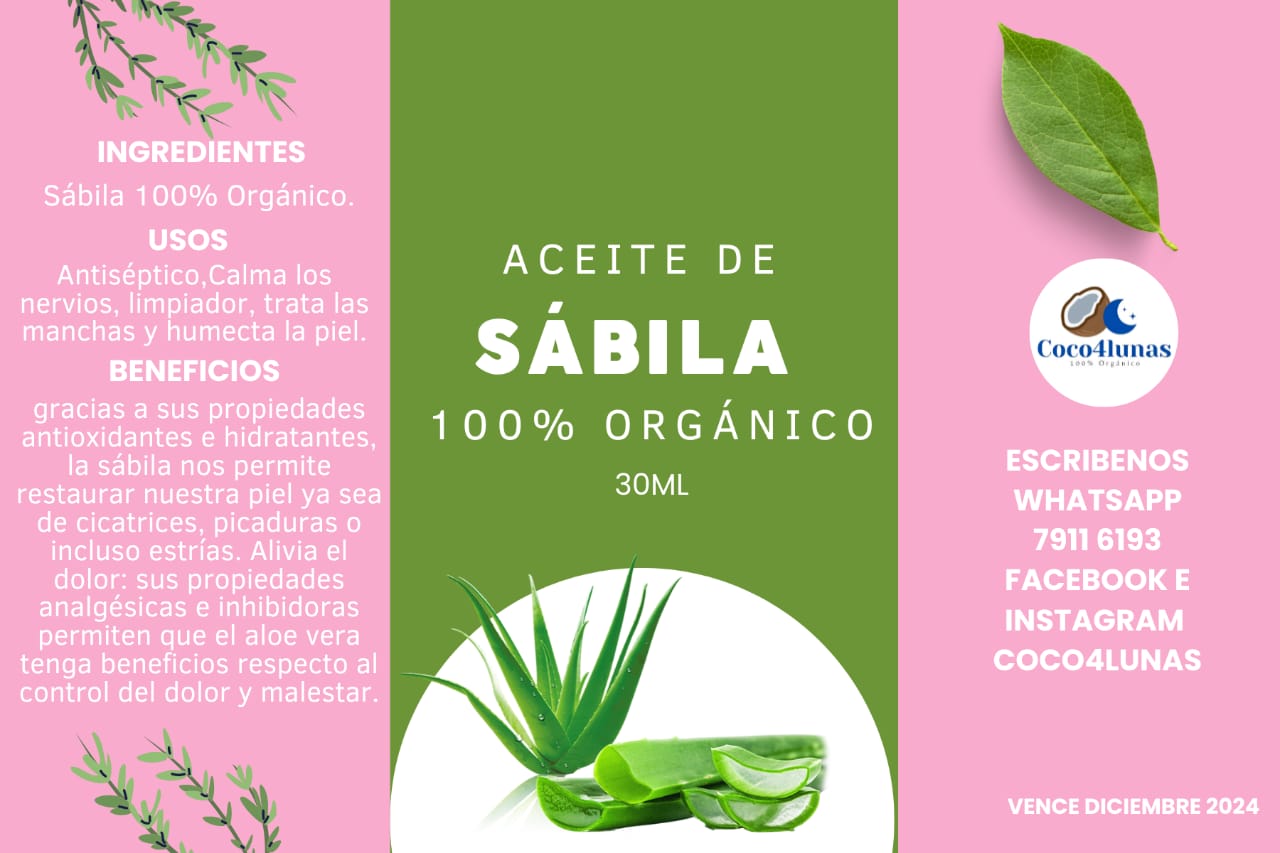 INGREDIENTES
Sábila 100% Orgánico.
USOS
Antiséptico,Calma los
nervios, limpiador, trata las
manchas y humecta la piel.
BENEFICIOS
gracias a sus propiedades
antioxidantes e hidratantes,
la sábila nos permite
restaurar nuestra piel ya sea
de cicatrices, picaduras o
incluso estrías. Alivia el
dolor: sus propiedades
analgésicas e inhibidoras
permiten que el aloe vera
tenga beneficios respecto al
control del dolor y malestar.
ACEITE DE
SÁBILA
100% ORGÁNICO
30ML
Coco4lunas
100% Orgánico
ESCRIBENOS
WHATSAPP
7911 6193
FACEBOOK E
INSTAGRAM
COCO4LUNAS
VENCE DICIEMBRE 2024